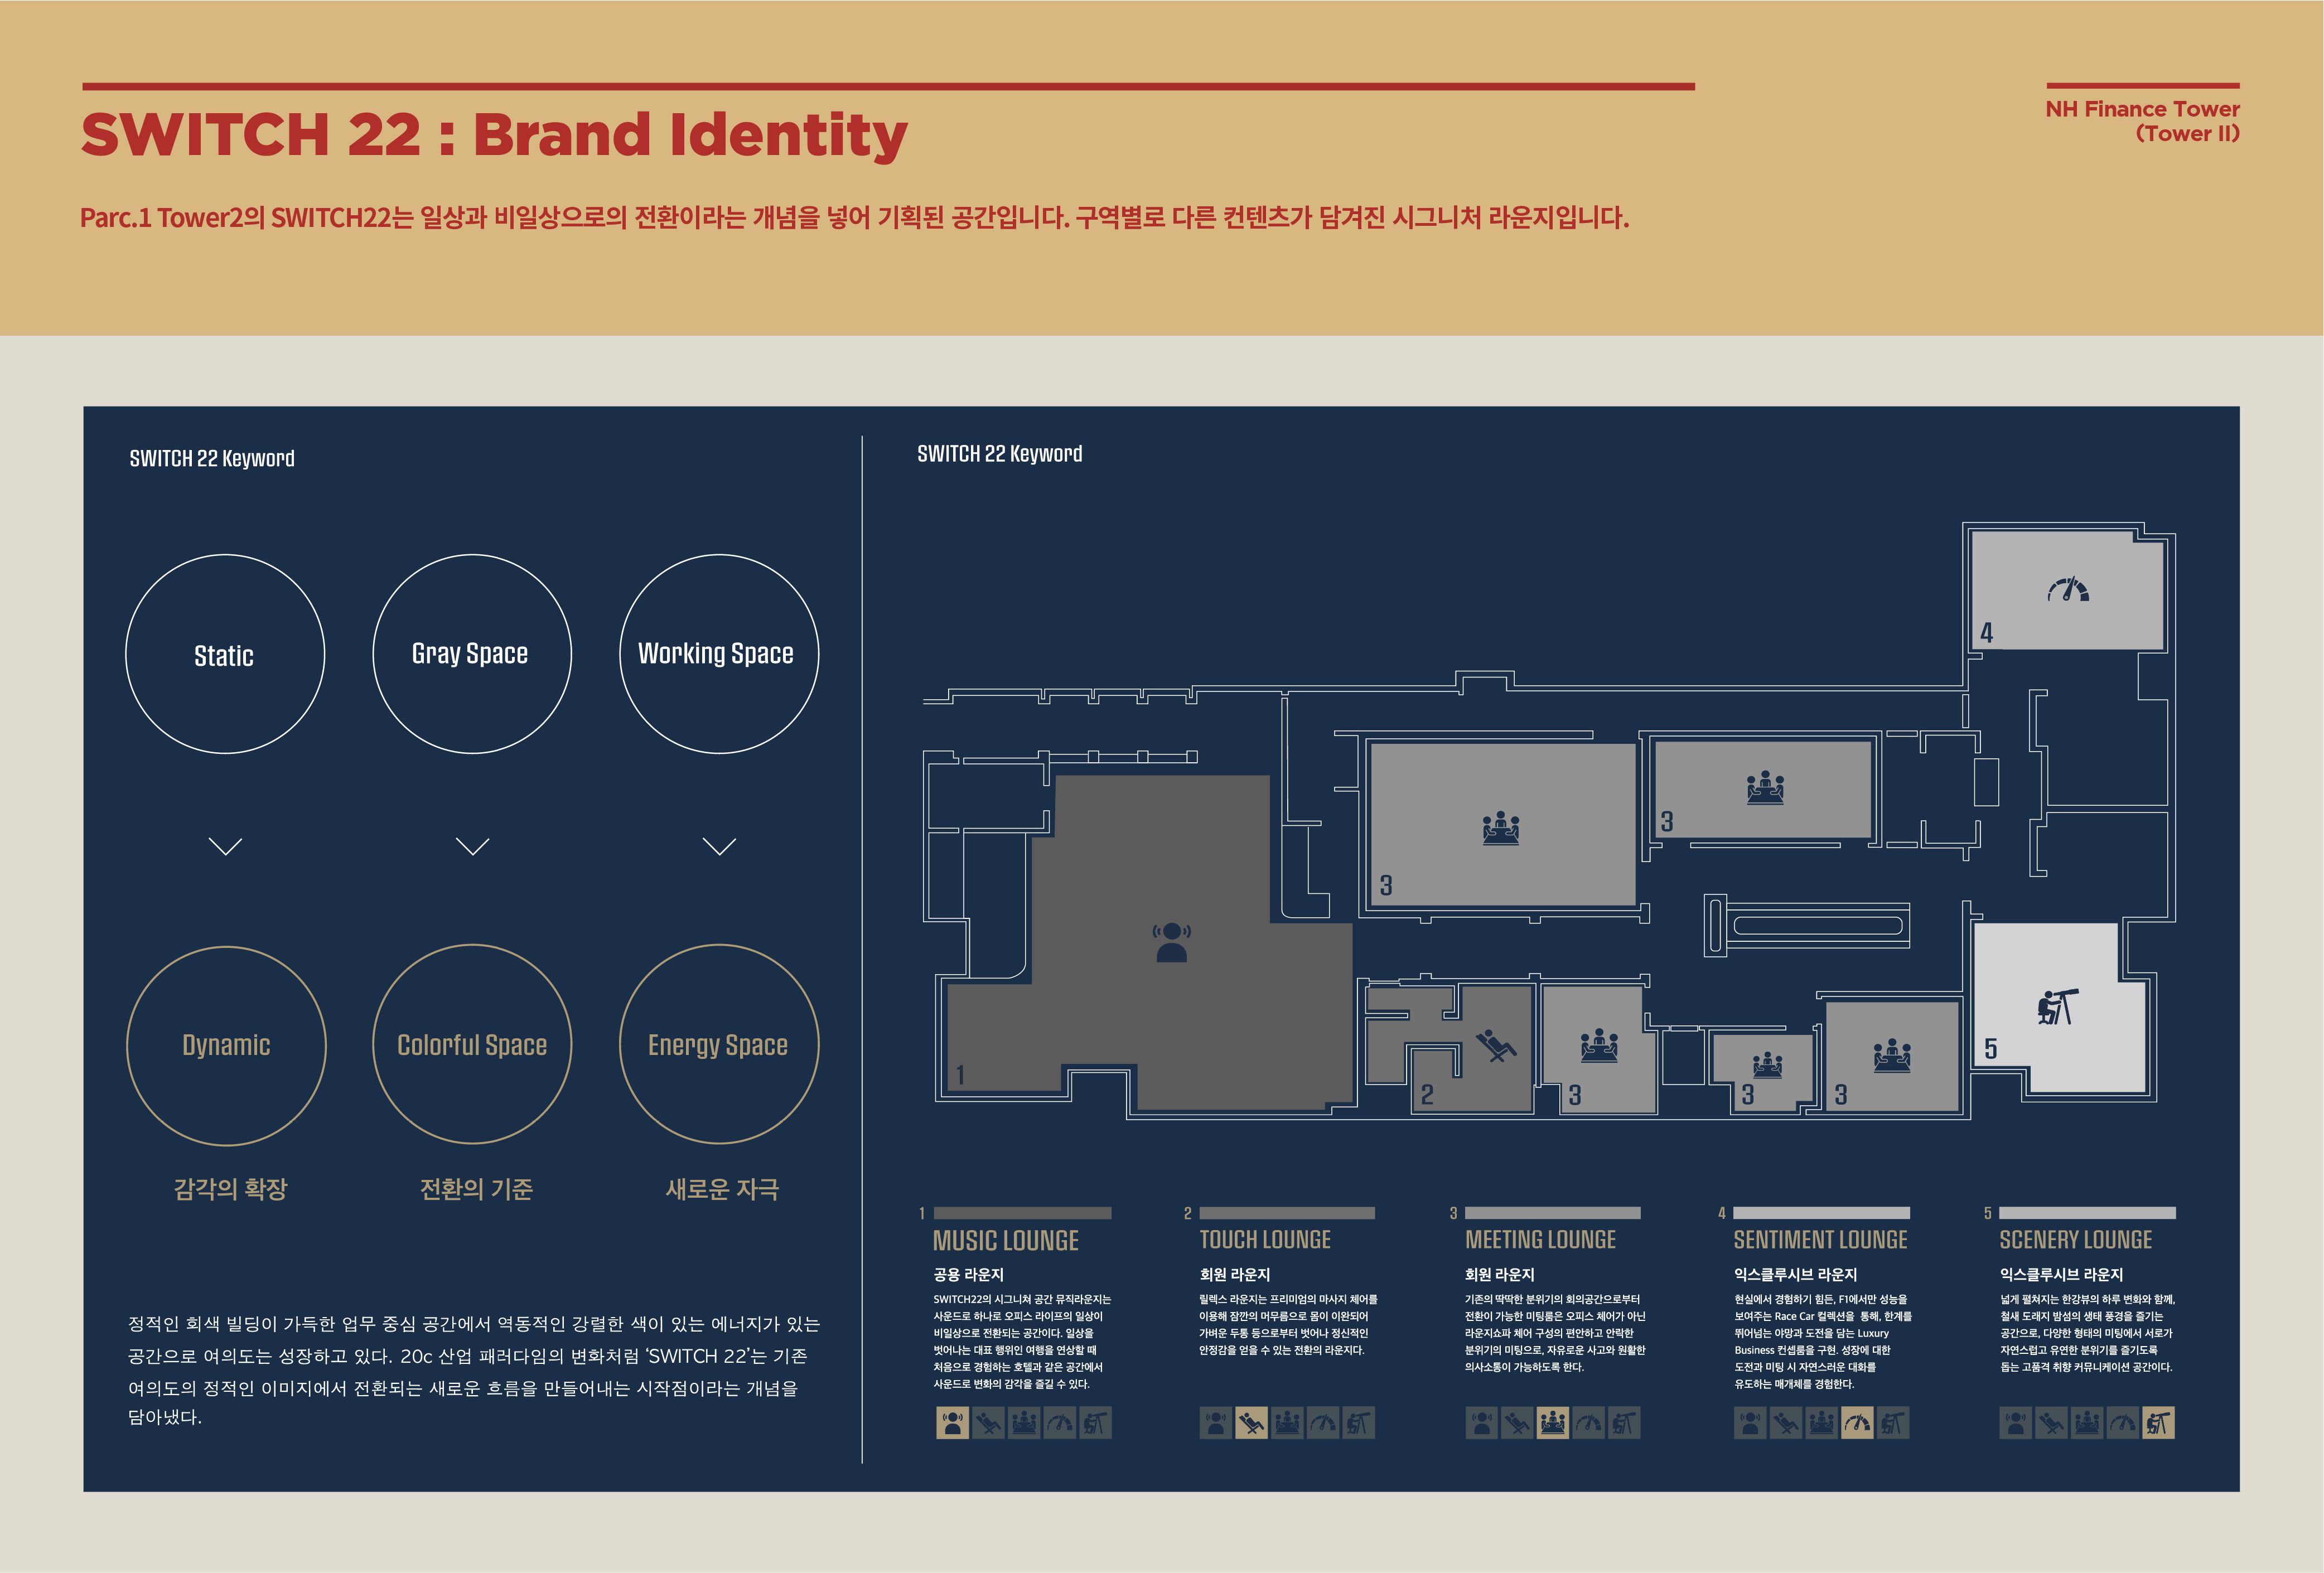 SWITCH 22 : Brand Identity
NH Finance Tower
(Tower II)
Parc.1 Tower2의 SWITCH22는 일상과 비일상으로의 전환이라는 개념을 넣어 기획된 공간입니다. 구역별로 다른 컨텐츠가 담겨진 시그니처 라운지입니다.
SWITCH 22 Keyword
Static
Gray Space
Working Space
Dynamic
Colorful Space
Energy Space
감각의 확장
전환의 기준
새로운 자극
정적인 회색 빌딩이 가득한 업무 중심 공간에서 역동적인 강렬한 색이 있는 에너지가 있는
공간으로 여의도는 성장하고 있다. 20c 산업 패러다임의 변화처럼 ‘SWITCH 22’는 기존
여의도의 정적인 이미지에서 전환되는 새로운 흐름을 만들어내는 시작점이라는 개념을
담아냈다.
SWITCH 22 Keyword
4
3
3
1
2
3
3
3
5
1
MUSIC LOUNGE
공용 라운지
SWITCH22의 시그니처 공간 뮤직라운지는
사운드로 하나로 오피스 라이프의 일상이
비일상으로 전환되는 공간이다. 일상을
벗어나는 대표 행위인 여행을 연상할 때
처음으로 경험하는 호텔과 같은 공간에서
사운드로 변화의 감각을 즐길 수 있다.
2
TOUCH LOUNGE
회원 라운지
릴렉스 라운지는 프리미엄의 마사지 체어를
이용해 잠깐의 머무름으로 몸이 이완되어
가벼운 두통 등으로부터 벗어나 정신적인
안정감을 얻을 수 있는 전환의 라운지다.
3
MEETING LOUNGE
회원 라운지
기존의 딱딱한 분위기의 회의공간으로부터
전환이 가능한 미팅룸은 오피스 체어가 아닌
라운지쇼파 체어 구성의 편안하고 안락한
분위기의 미팅으로, 자유로운 사고와 원활한
의사소통이 가능하도록 한다.
4
SENTIMENT LOUNGE
익스클루시브 라운지
현실에서 경험하기 힘든, F1에서만 성능을
보여주는 Race Car 컬렉션을 통해, 한계를
뛰어넘는 야망과 도전을 담는 Luxury
Business 컨셉룸을 구현. 성장에 대한
도전과 미팅 시 자연스러운 대화를
유도하는 매개체를 경험한다.
5
SCENERY LOUNGE
익스클루시브 라운지
넓게 펼쳐지는 한강뷰의 하루 변화와 함께,
철새 도래지 밤섬의 생태 풍경을 즐기는
공간으로, 다양한 형태의 미팅에서 서로가
자연스럽고 유연한 분위기를 즐기도록
돕는 고품격 취향 커뮤니케이션 공간이다.